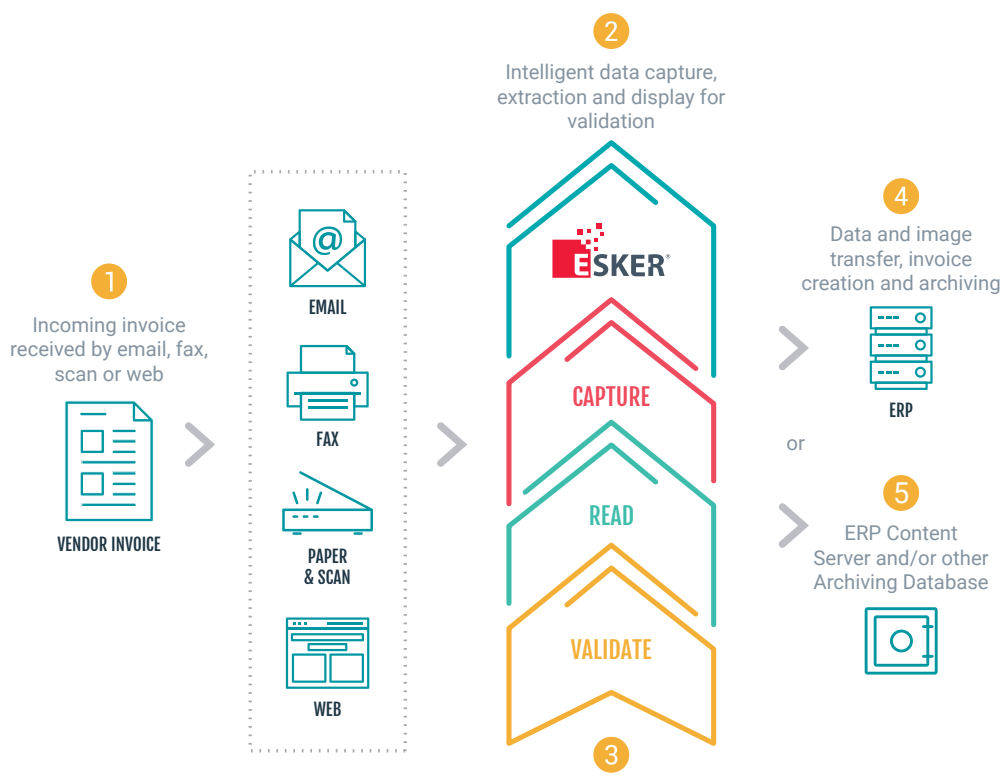 1
Incoming invoice
received by email, fax,
scan or web
VENDOR INVOICE
@
EMAIL
FAX
PAPER
& SCAN
WEB
2
Intelligent data capture,
extraction and display for
validation
ESKER®
CAPTURE
READ
VALIDATE
3
4
Data and image
transfer, invoice
creation and archiving
ERP
or
5
ERP Content
Server and/or other
Archiving Database